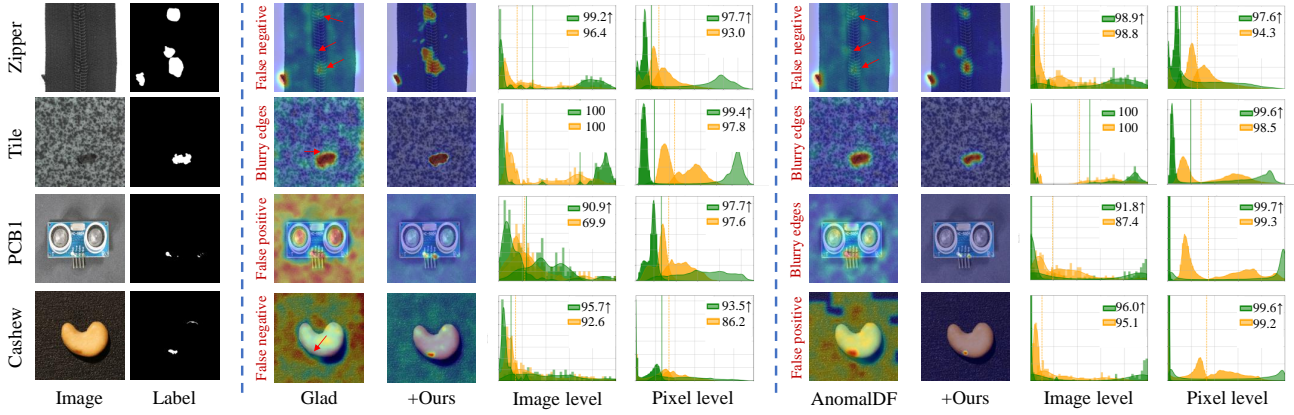 Zipper
False negative
99.2↑
96.4
97.7↑
93.0
False negative
98.9↑
98.8
97.6↑
94.3
Tile
Blurry edges
100
100
99.4↑
97.8
Blurry edges
100
100
99.6↑
98.5
PCB1
False positive
90.9↑
69.9
97.7↑
97.6
Blurry edges
91.8↑
87.4
99.7↑
99.3
Cashew
False negative
95.7↑
92.6
93.5↑
86.2
False positive
96.0↑
95.1
99.6↑
99.2
Image Label Glad +Ours Image level Pixel level AnomalDF +Ours Image level Pixel level